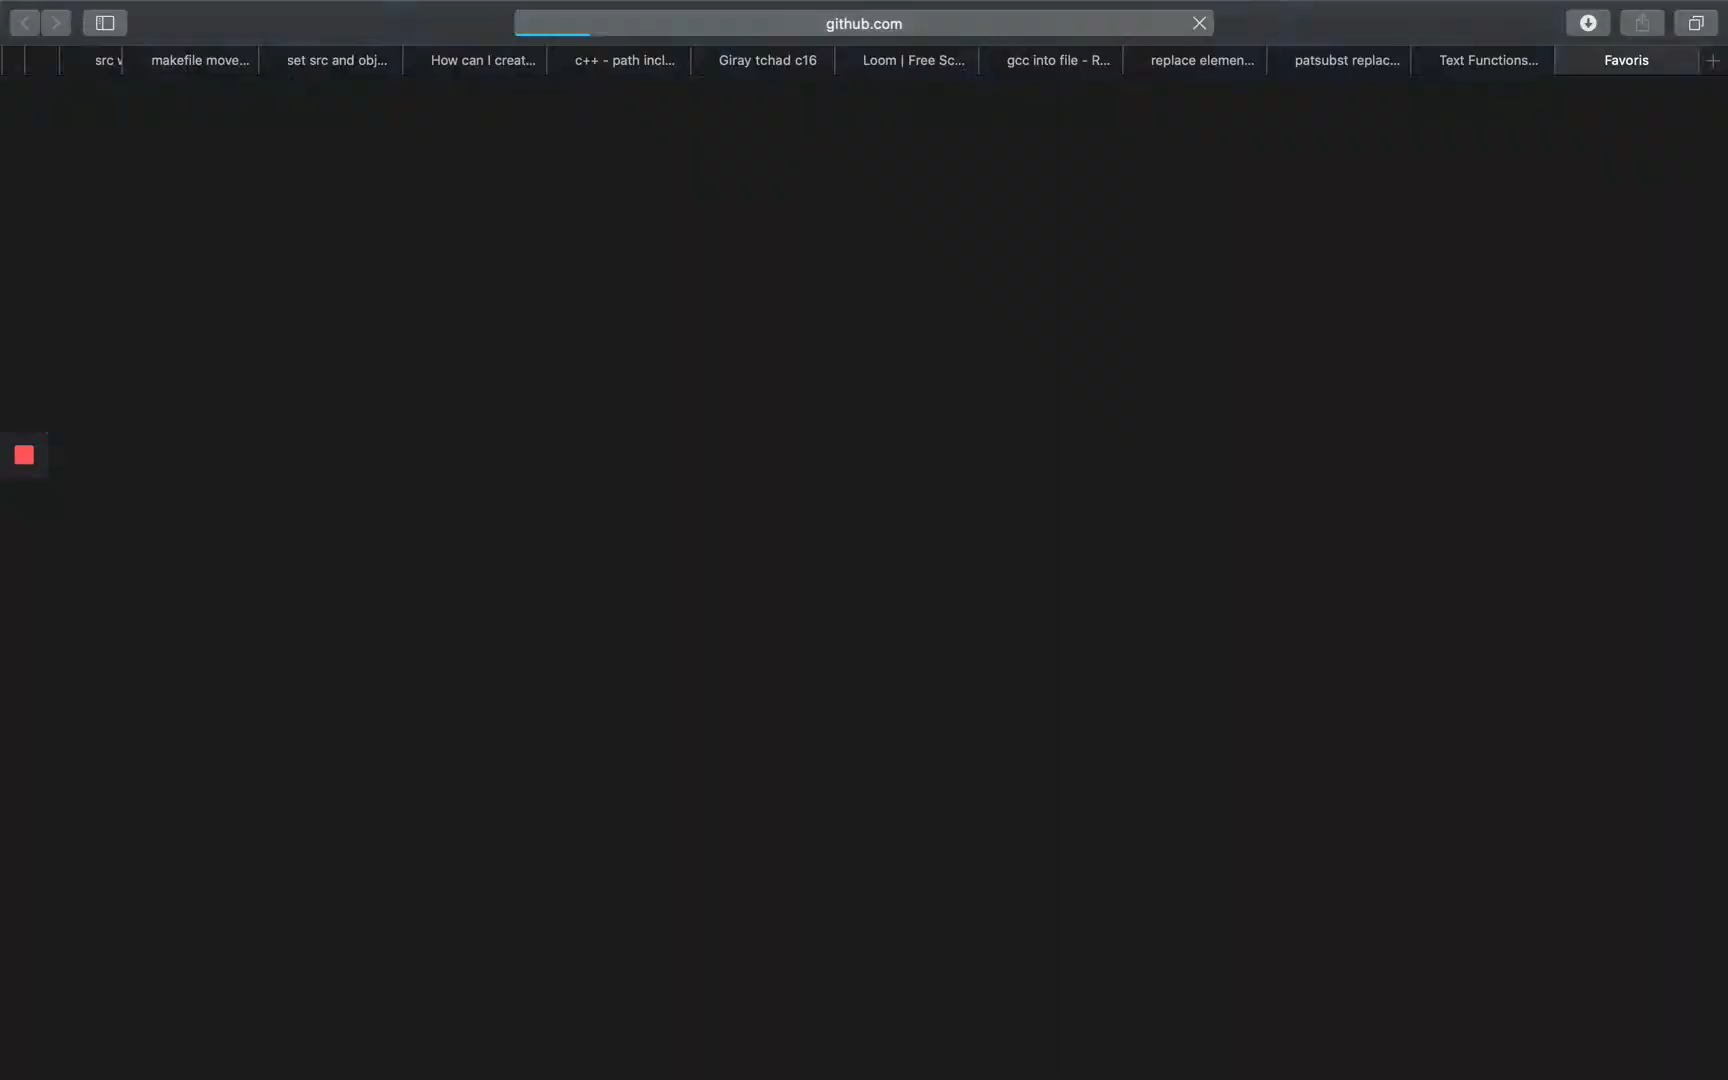 github.com
src
makefile move...
set src and obj...
How can I creat...
c++ - path incl...
Giray tchad c16
Loom | Free Sc...
gcc into file - R...
replace elemen...
patsubst replac...
Text Functions...
Favoris